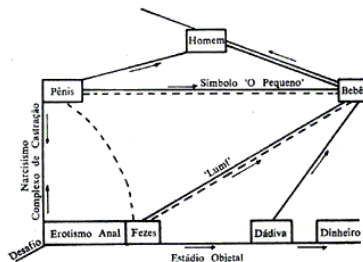 Homem
Pênis
Símbolo 'O Pequeno'
Bebê
Narcisismo
Complexo de Castração
'Lumf'
Erotismo Anal
Fezes
Dádiva
Dinheiro
Desafio
Estádio Objetal